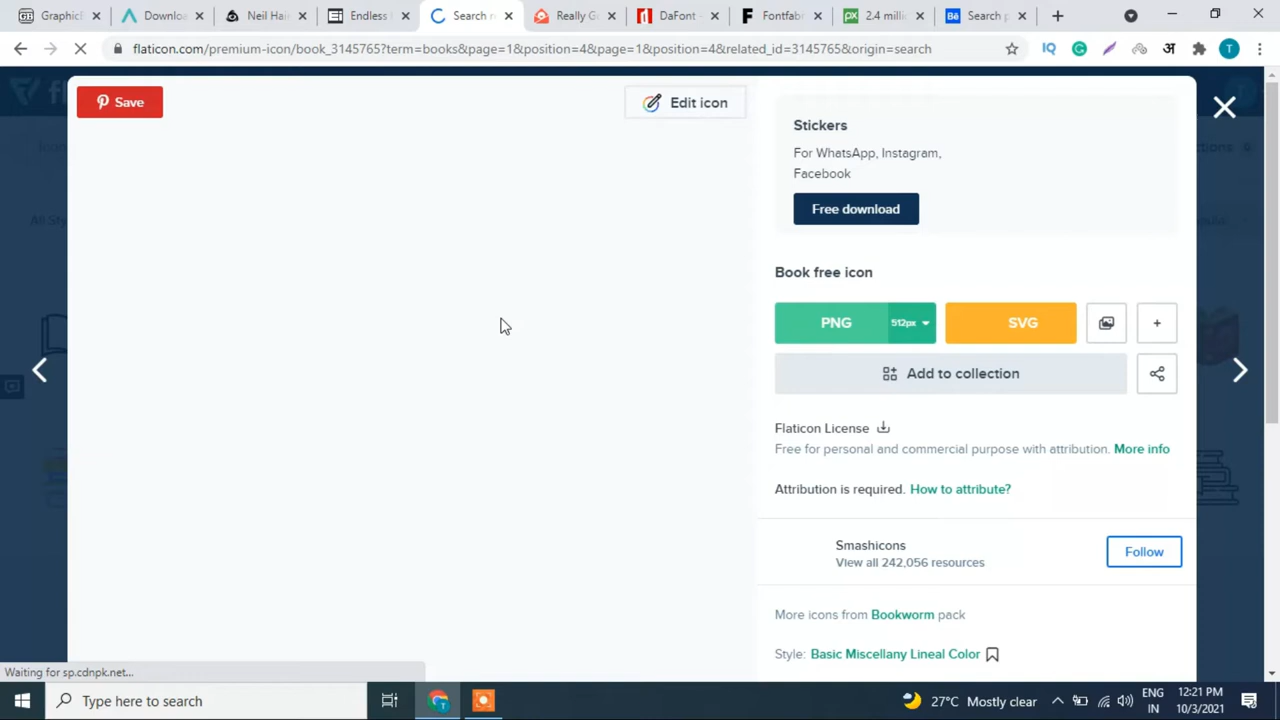 GraphicB
Downloa
Neil Hair
Endless
Search r
Really G
DaFont -
Fontfab
2.4 milli
Search p
flaticon.com/premium-icon/book_3145765?term=books&page=1&position=4&page=1&position=4&related_id=3145765&origin=search
Save
Edit icon
Stickers
For WhatsApp, Instagram,
Facebook
Free download
Book free icon
PNG
512px
SVG
+
Add to collection
Flaticon License
Free for personal and commercial purpose with attribution. More info
Attribution is required. How to attribute?
Smashicons
View all 242,056 resources
Follow
More icons from Bookworm pack
Style: Basic Miscellany Lineal Color
Waiting for sp.cdnpk.net...
Type here to search
27°C Mostly clear
ENG
IN
12:21 PM
10/3/2021